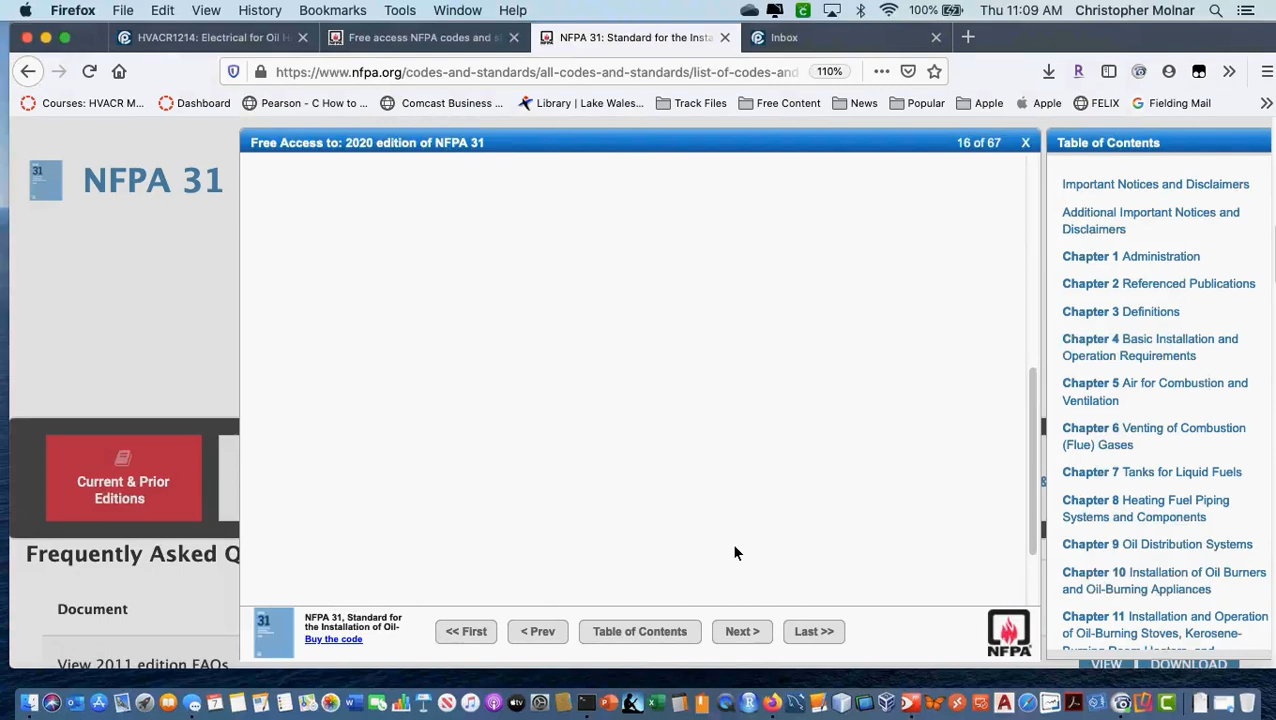 Firefox File Edit View History Bookmarks Tools Window Help 100% Thu 11:09 AM Christopher Molnar
HVACR1214: Electrical for Oil H Free access NFPA codes and s NFPA 31: Standard for the Insta Inbox
https://www.nfpa.org/codes-and-standards/all-codes-and-standards/list-of-codes-and 110%
Courses: HVACR M... Dashboard Pearson - C How to ... Comcast Business ... Library | Lake Wales... Track Files Free Content News Popular Apple Apple FELIX Fielding Mail
31
NFPA 31
Current & Prior
Editions
Frequently Asked Q
Document
View 2011 edition FAQs
Free Access to: 2020 edition of NFPA 31 16 of 67 X
31
NFPA 31, Standard for
the Installation of Oil-
Buy the code
<< First < Prev Table of Contents Next > Last >>
NFPA
Table of Contents
Important Notices and Disclaimers
Additional Important Notices and
Disclaimers
Chapter 1 Administration
Chapter 2 Referenced Publications
Chapter 3 Definitions
Chapter 4 Basic Installation and
Operation Requirements
Chapter 5 Air for Combustion and
Ventilation
Chapter 6 Venting of Combustion
(Flue) Gases
Chapter 7 Tanks for Liquid Fuels
Chapter 8 Heating Fuel Piping
Systems and Components
Chapter 9 Oil Distribution Systems
Chapter 10 Installation of Oil Burners
and Oil-Burning Appliances
Chapter 11 Installation and Operation
of Oil-Burning Stoves, Kerosene-
Burning Room Heaters, and
VIEW DOWNLOAD